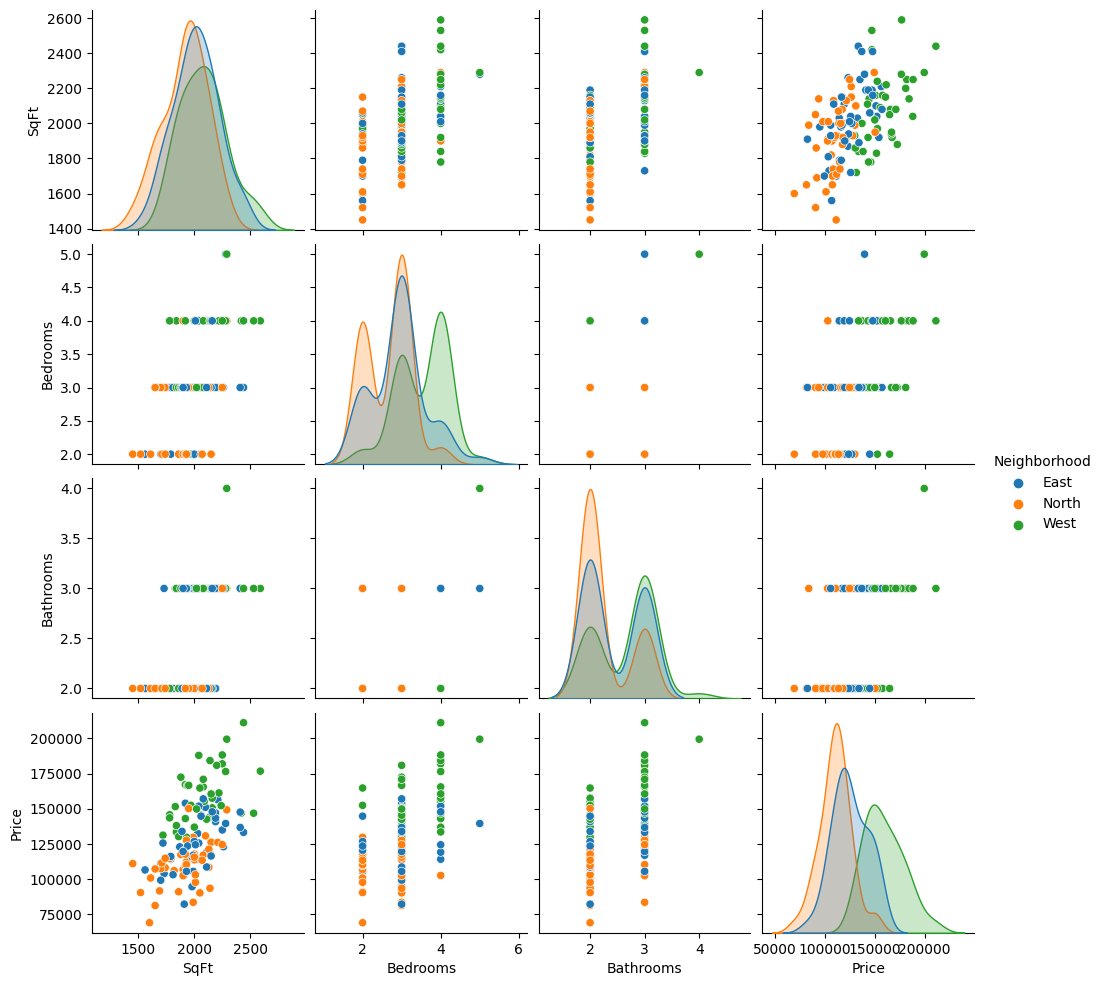 2600
2400
2200
2000
1800
1600
1400
SqFt
5.0
4.5
4.0
3.5
3.0
2.5
2.0
Bedrooms
Neighborhood
East
North
West
4.0
3.5
3.0
2.5
2.0
Bathrooms
200000
175000
150000
125000
100000
75000
Price
1500 2000 2500
2 4 6
2 3 4
50000 100000 150000 200000
SqFt Bedrooms Bathrooms Price